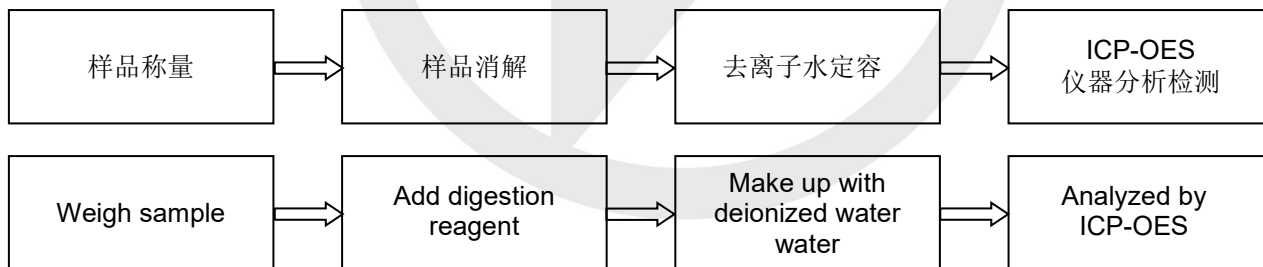 样品称量
样品消解
去离子水定容
ICP-OES
仪器分析检测
Weigh sample
Add digestion
reagent
Make up with
deionized water
water
Analyzed by
ICP-OES